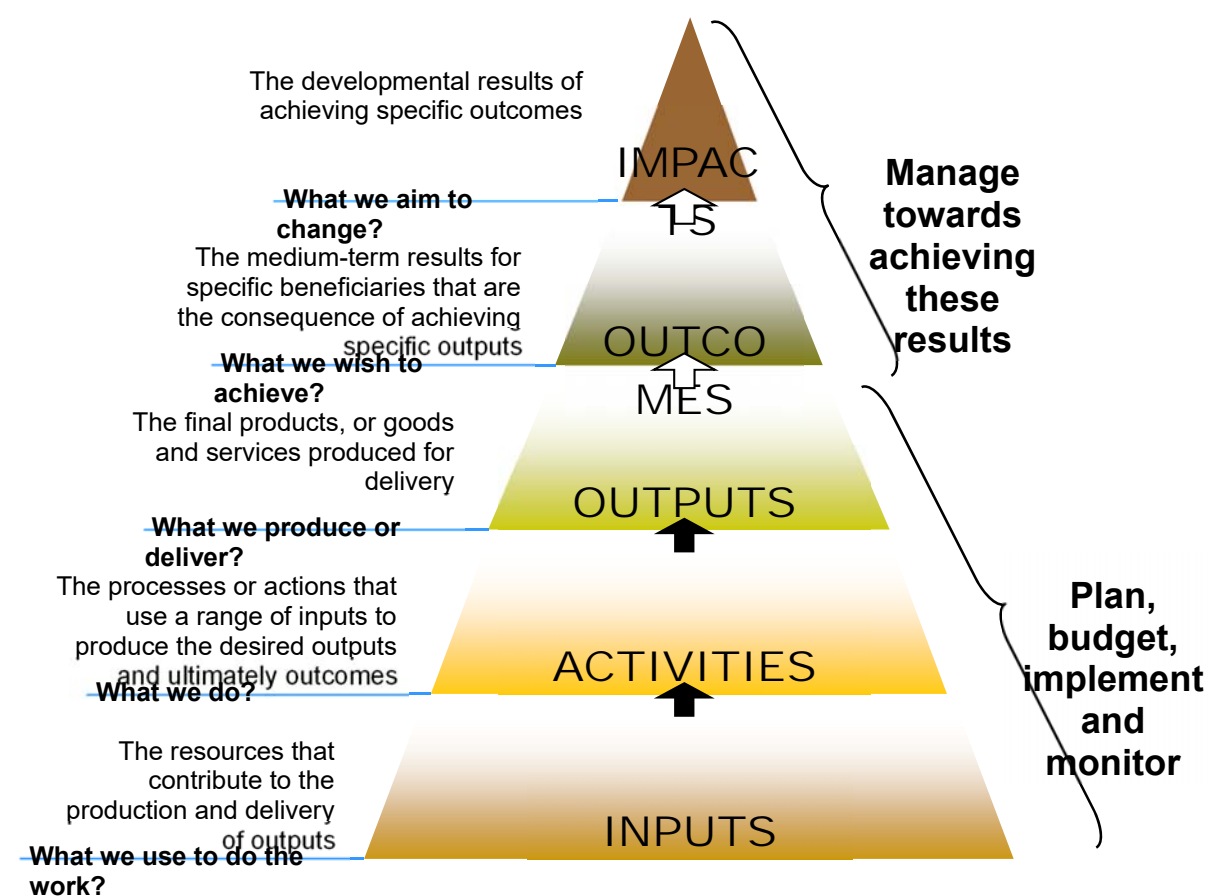 The developmental results of
achieving specific outcomes
IMPAC
TS
What we aim to
change?
The medium-term results for
specific beneficiaries that are
the consequence of achieving
specific outputs
OUTCO
MES
What we wish to
achieve?
The final products, or goods
and services produced for
delivery
OUTPUTS
What we produce or
deliver?
The processes or actions that
use a range of inputs to
produce the desired outputs
and ultimately outcomes
ACTIVITIES
What we do?
The resources that
contribute to the
production and delivery
of outputs
INPUTS
What we use to do the
work?
Manage
towards
achieving
these
results
Plan,
budget,
implement
and
monitor